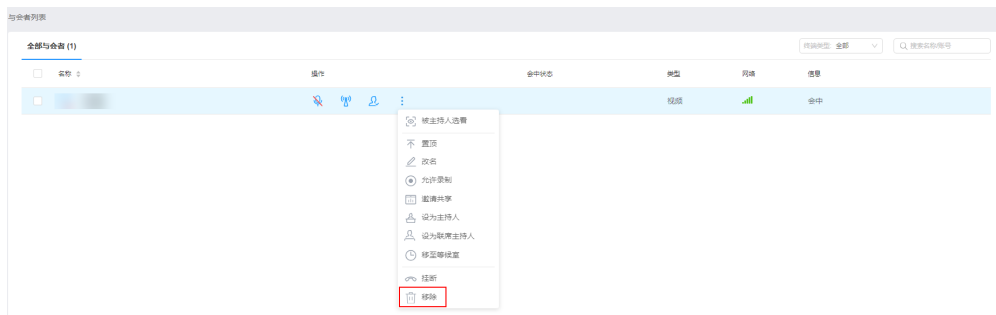 与会者列表
全部与会者 (1)
终端类型: 全部
搜索名称/账号
名称 操作 会中状态 类型 网络 信息
视频 会中
被主持人选看
置顶
改名
允许录制
邀请共享
设为主持人
设为联席主持人
移至等候室
挂断
移除